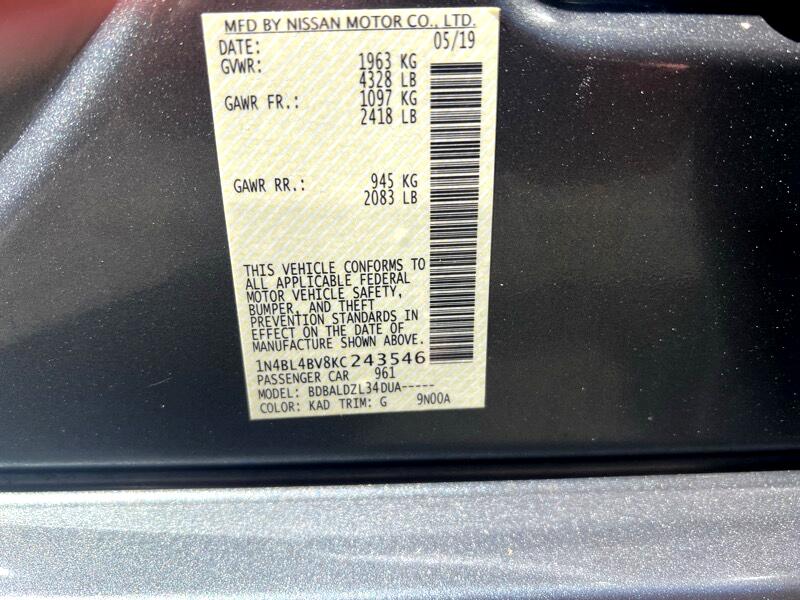 MFD BY NISSAN MOTOR CO., LTD.
DATE: 05/19
GVWR: 1963 KG
4328 LB
GAWR FR.: 1097 KG
2418 LB
GAWR RR.: 945 KG
2083 LB
THIS VEHICLE CONFORMS TO
ALL APPLICABLE FEDERAL
MOTOR VEHICLE SAFETY,
BUMPER, AND THEFT
PREVENTION STANDARDS IN
EFFECT ON THE DATE OF
MANUFACTURE SHOWN ABOVE.
1N4BL4BV8KC243546
PASSENGER CAR 961
MODEL: BDBALDZL34DUA-----
COLOR: KAD TRIM: G 9N00A